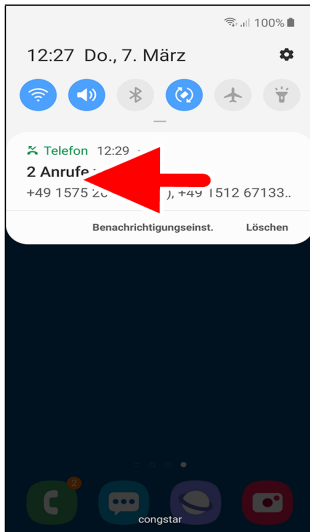 100%
12:27 Do., 7. März
Telefon 12:29
2 Anrufe
+49 1575 ), +49 1512 67133..
Benachrichtigungseinst. Löschen
2
congstar